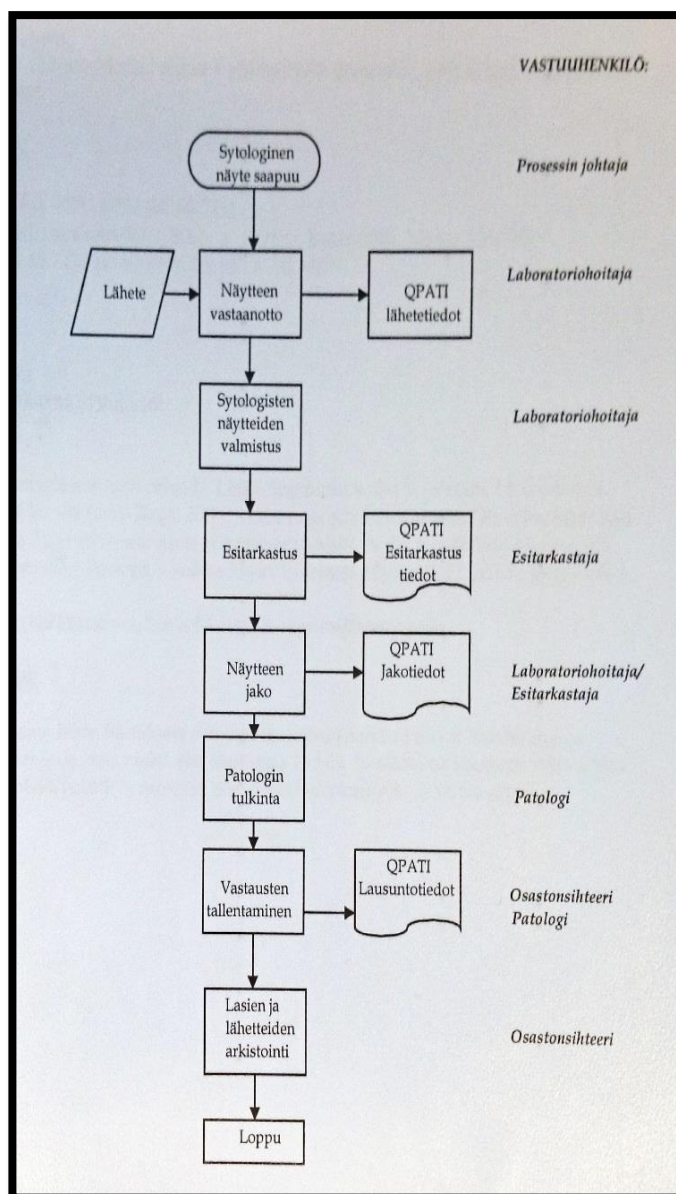 VASTUUHENKILÖ:
Sytologinen
näyte saapuu
Prosessin johtaja
Lähete
Näytteen
vastaanotto
QPATI
lähetetiedot
Laboratoriohoitaja
Sytologisten
näytteiden
valmistus
Laboratoriohoitaja
Esitarkastus
QPATI
Esitarkastus
tiedot
Esitarkastaja
Näytteen
jako
QPATI
Jakotiedot
Laboratoriohoitaja/
Esitarkastaja
Patologin
tulkinta
Patologi
Vastausten
tallentaminen
QPATI
Lausuntotiedot
Osastonsihteeri
Patologi
Lasien ja
lähetteiden
arkistointi
Osastonsihteeri
Loppu